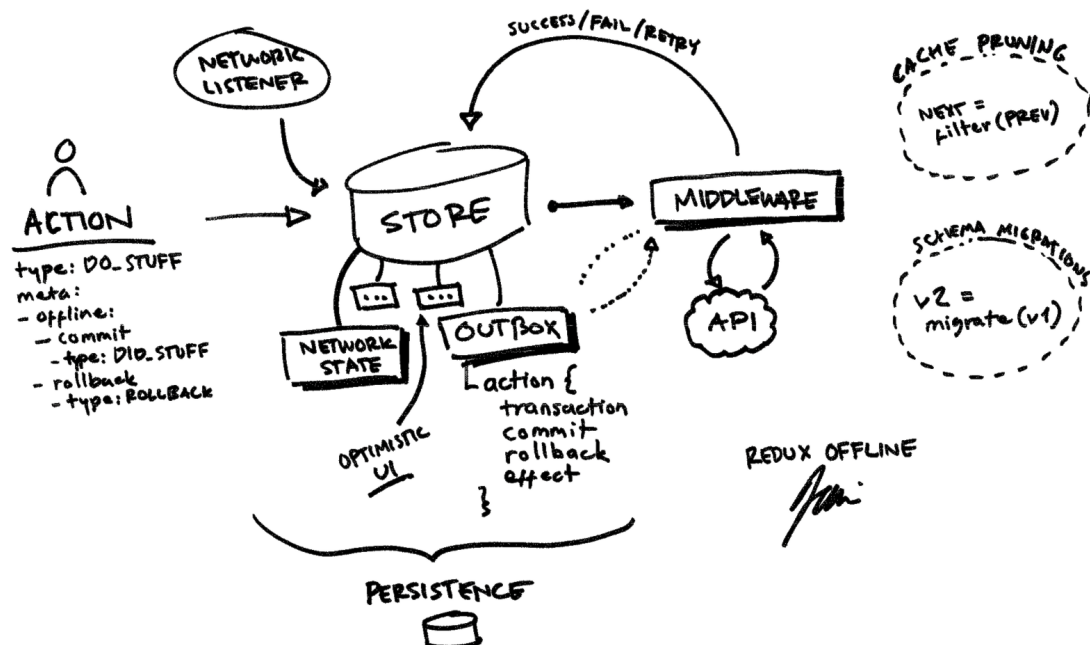 SUCCESS/FAIL/RETRY
NETWORK
LISTENER
CACHE PRUNING
NEXT =
filter(PREV)
ACTION
type: DO_STUFF
meta:
- offline:
- commit
- type: DID_STUFF
- rollback
- type: ROLLBACK
STORE
MIDDLEWARE
...
...
NETWORK
STATE
OUTBOX
action {
transaction
commit
rollback
effect
}
API
SCHEMA MIGRATIONS
v2 =
migrate(v1)
OPTIMISTIC
UI
REDUX OFFLINE
PERSISTENCE